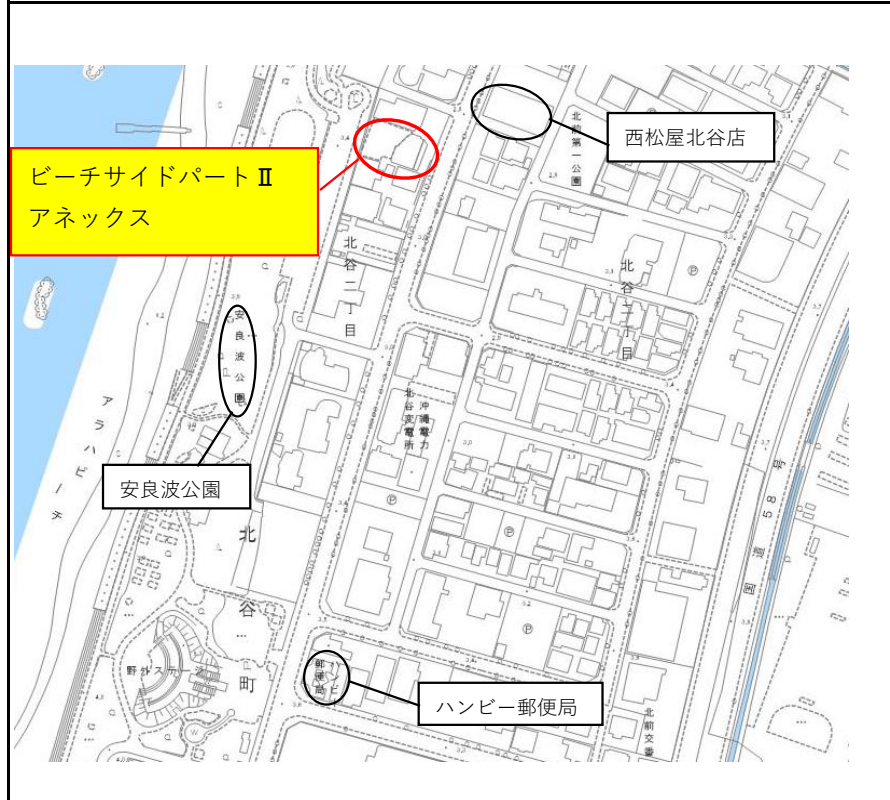 西松屋北谷店
ビーチサイドパートⅡ
アネックス
北前第一公園
北谷二丁目
北谷二丁目
安良波公園
アラハビーチ
沖縄電力
北谷変電所
安良波公園
国道58号
北谷町
野外ステージ
ハンビー郵便局
ハンビー郵便局
北前交番